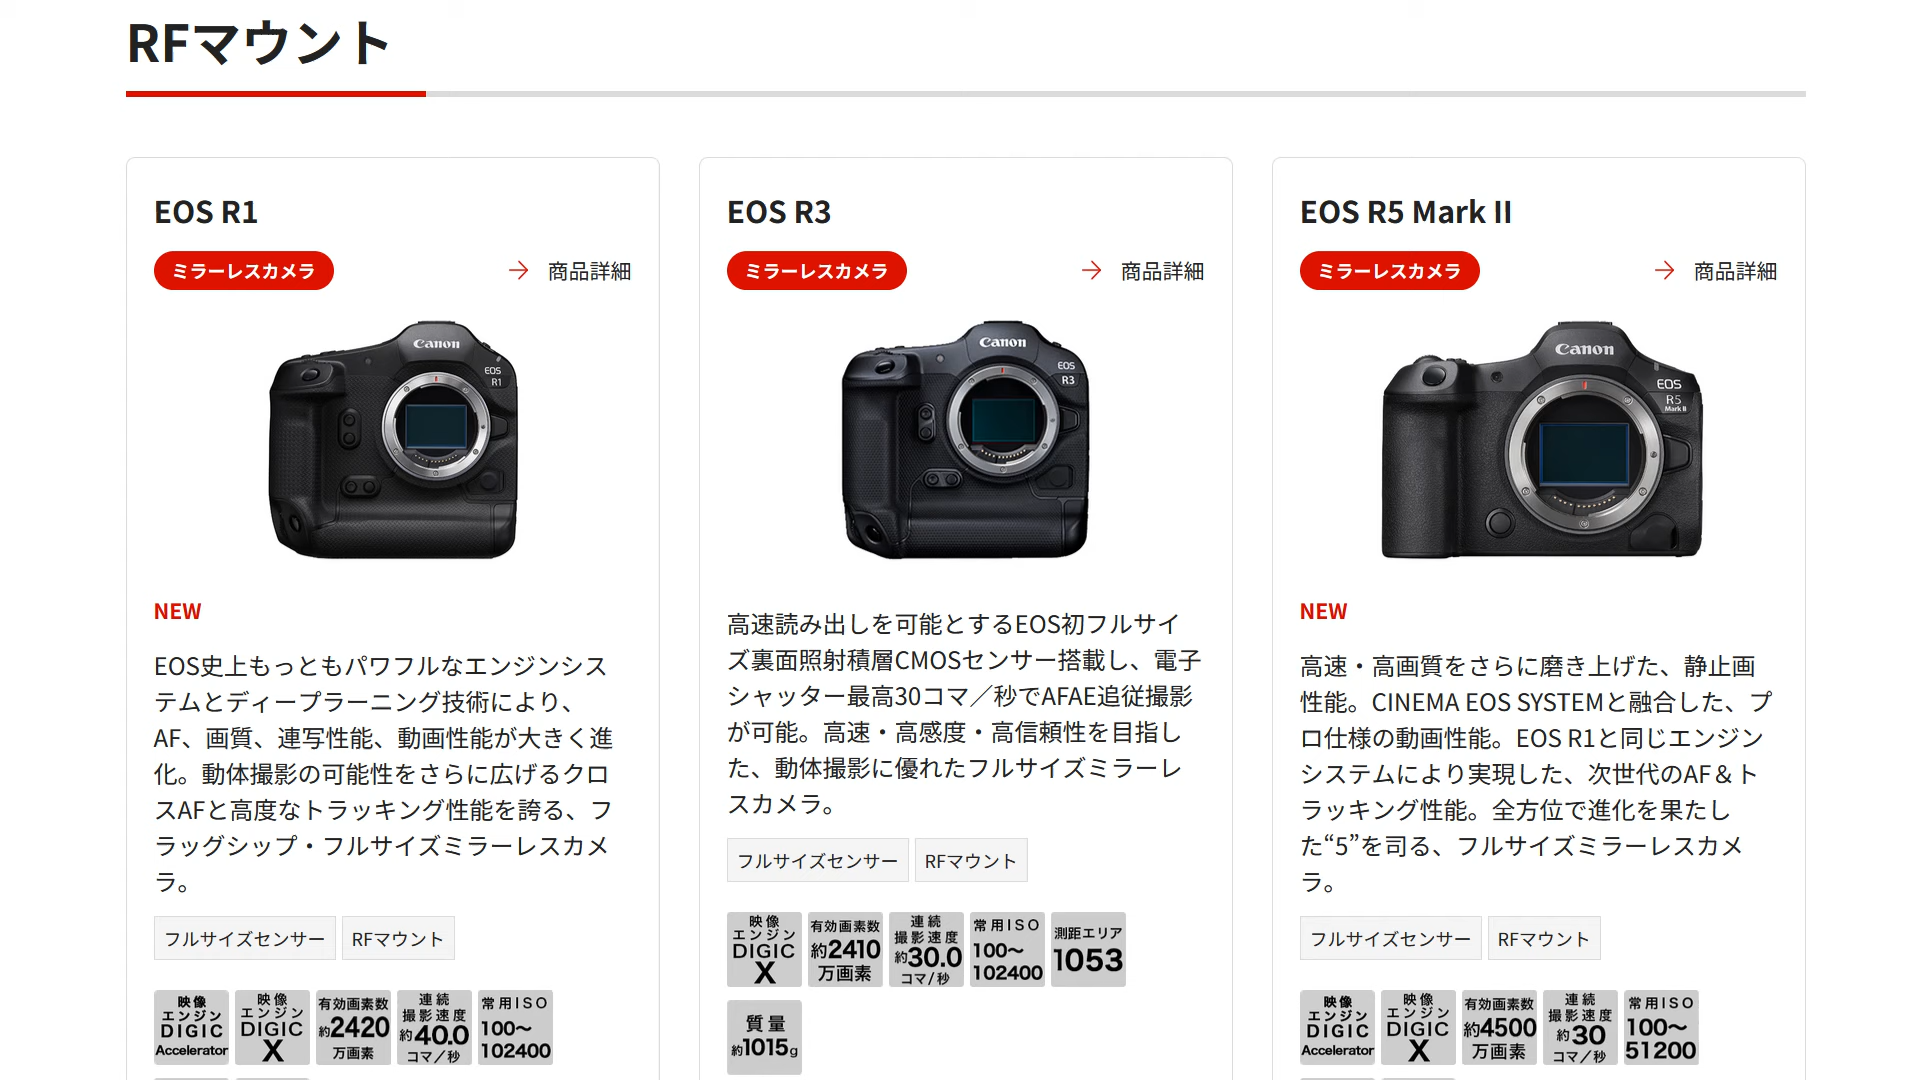 RFマウント
EOS R1
ミラーレスカメラ
商品詳細
Canon
EOS
R1
NEW
EOS史上もっともパワフルなエンジンシス
テムとディープラーニング技術により、
AF、画質、連写性能、動画性能が大きく進
化。動体撮影の可能性をさらに広げるクロ
スAFと高度なトラッキング性能を誇る、フ
ラッグシップ・フルサイズミラーレスカメ
ラ。
フルサイズセンサー
RFマウント
映像
エンジン
DIGIC
Accelerator
映像
エンジン
DIGIC
X
有効画素数
約2420
万画素
連続
撮影速度
約40.0
コマ/秒
常用ISO
100〜
102400
EOS R3
ミラーレスカメラ
商品詳細
Canon
EOS
R3
高速読み出しを可能とするEOS初フルサイ
ズ裏面照射積層CMOSセンサー搭載し、電子
シャッター最高30コマ／秒でAFAE追従撮影
が可能。高速・高感度・高信頼性を目指し
た、動体撮影に優れたフルサイズミラーレ
スカメラ。
フルサイズセンサー
RFマウント
映像
エンジン
DIGIC
X
有効画素数
約2410
万画素
連続
撮影速度
約30.0
コマ/秒
常用ISO
100〜
102400
測距エリア
1053
質量
約1015g
EOS R5 Mark II
ミラーレスカメラ
商品詳細
Canon
EOS
R5
Mark II
NEW
高速・高画質をさらに磨き上げた、静止画
性能。CINEMA EOS SYSTEMと融合した、プ
ロ仕様の動画性能。EOS R1と同じエンジン
システムにより実現した、次世代のAF＆ト
ラッキング性能。全方位で進化を果たし
た“5”を司る、フルサイズミラーレスカメ
ラ。
フルサイズセンサー
RFマウント
映像
エンジン
DIGIC
Accelerator
映像
エンジン
DIGIC
X
有効画素数
約4500
万画素
連続
撮影速度
約30
コマ/秒
常用ISO
100〜
51200